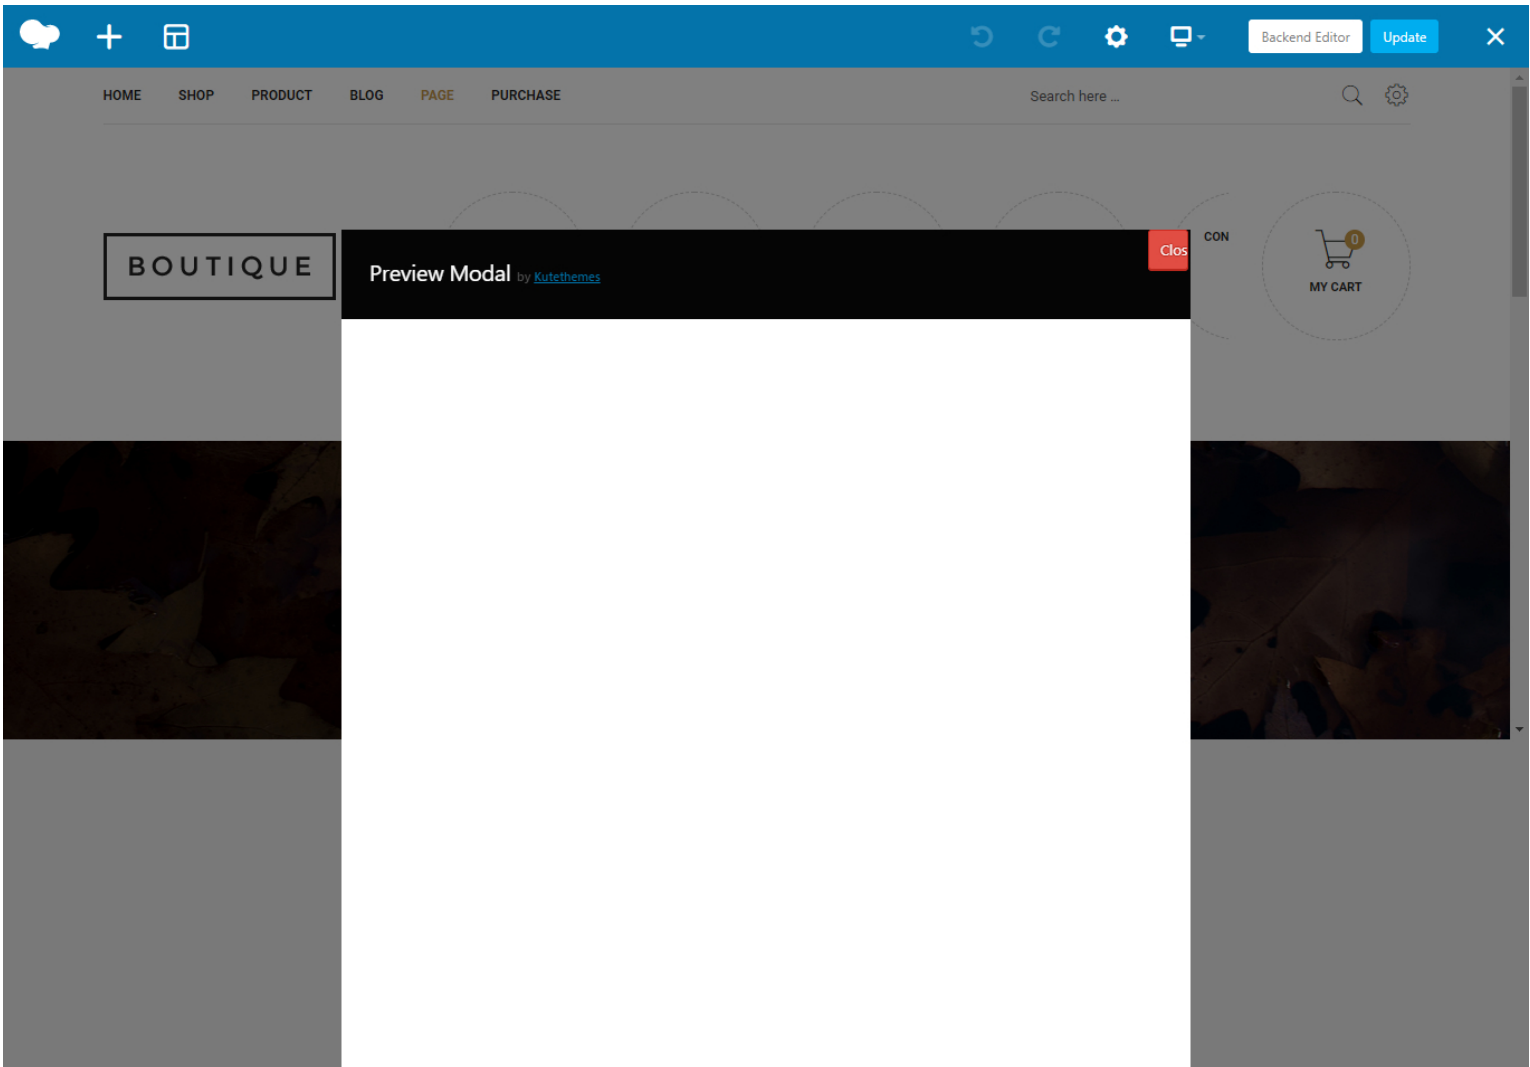 Backend Editor Update
HOME SHOP PRODUCT BLOG PAGE PURCHASE Search here ...
BOUTIQUE
Preview Modal by Kutethemes
Clos
CON
0
MY CART